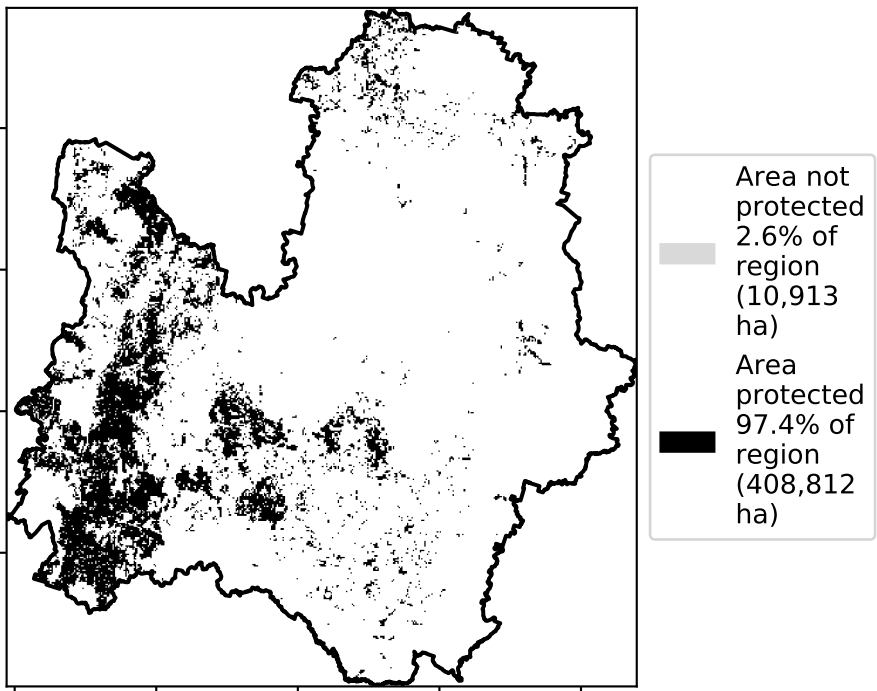 Area not
protected
2.6% of
region
(10,913
ha)
Area
protected
97.4% of
region
(408,812
ha)